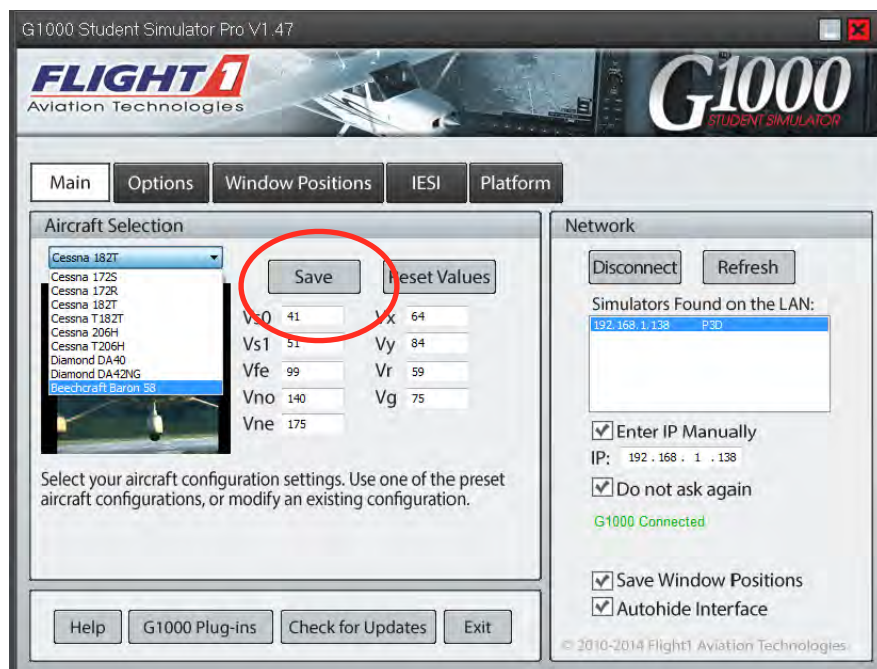 G1000 Student Simulator Pro V1.47
FLIGHT1
Aviation Technologies
G1000
STUDENT SIMULATOR
Main
Options
Window Positions
IESI
Platform
Aircraft Selection
Cessna 182T
Cessna 172S
Cessna 172R
Cessna 182T
Cessna T182T
Cessna 206H
Cessna T206H
Diamond DA40
Diamond DA42NG
Beechcraft Baron 58
Save
Reset Values
Vs0 41 Vx 64
Vs1 51 Vy 84
Vfe 99 Vr 59
Vno 140 Vg 75
Vne 175
Select your aircraft configuration settings. Use one of the preset
aircraft configurations, or modify an existing configuration.
Help
G1000 Plug-ins
Check for Updates
Exit
Network
Disconnect
Refresh
Simulators Found on the LAN:
192.168.1.138 P3D
Enter IP Manually
IP: 192 . 168 . 1 . 138
Do not ask again
G1000 Connected
Save Window Positions
Autohide Interface
© 2010-2014 Flight1 Aviation Technologies